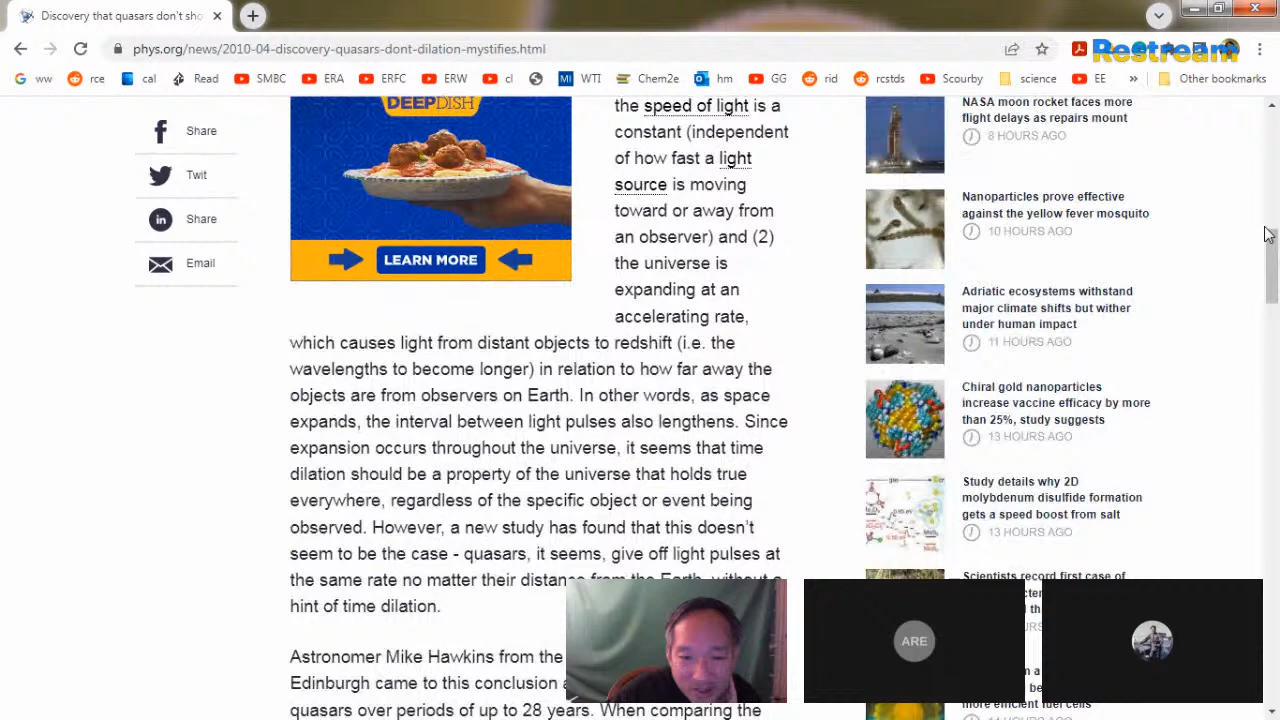 Discovery that quasars don't sho
phys.org/news/2010-04-discovery-quasars-dont-dilation-mystifies.html
Restream
ww
rce
cal
Read
SMBC
ERA
ERFC
ERW
cl
WTI
Chem2e
hm
GG
rid
rcstds
Scourby
science
EE
»
Other bookmarks
Share
Twit
Share
Email
DEEPDISH
LEARN MORE
the speed of light is a
constant (independent
of how fast a light
source is moving
toward or away from
an observer) and (2)
the universe is
expanding at an
accelerating rate,
which causes light from distant objects to redshift (i.e. the
wavelengths to become longer) in relation to how far away the
objects are from observers on Earth. In other words, as space
expands, the interval between light pulses also lengthens. Since
expansion occurs throughout the universe, it seems that time
dilation should be a property of the universe that holds true
everywhere, regardless of the specific object or event being
observed. However, a new study has found that this doesn't
seem to be the case - quasars, it seems, give off light pulses at
the same rate no matter their distance from the Earth, without a
hint of time dilation.
Astronomer Mike Hawkins from the
Edinburgh came to this conclusion a
quasars over periods of up to 28 years. When comparing the
NASA moon rocket faces more
flight delays as repairs mount
8 HOURS AGO
Nanoparticles prove effective
against the yellow fever mosquito
10 HOURS AGO
Adriatic ecosystems withstand
major climate shifts but wither
under human impact
11 HOURS AGO
Chiral gold nanoparticles
increase vaccine efficacy by more
than 25%, study suggests
13 HOURS AGO
Study details why 2D
molybdenum disulfide formation
gets a speed boost from salt
13 HOURS AGO
Scientists record first case of
more efficient fuel cells
14 HOURS AGO
ARE